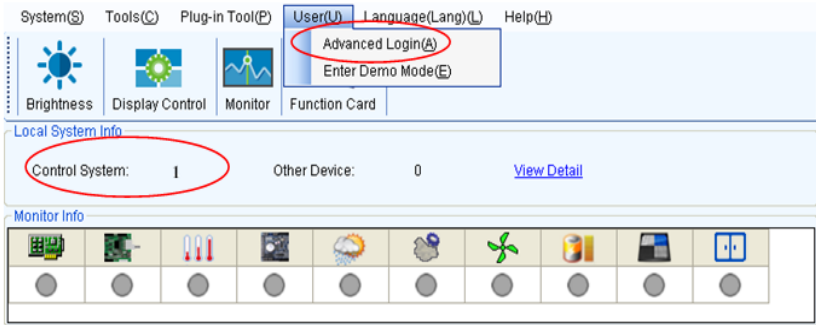 System(S) Tools(C) Plug-in Tool(P) User(U) Language(Lang)(L) Help(H)
Advanced Login(A)
Enter Demo Mode(E)
Brightness Display Control Monitor Function Card
Local System Info
Control System: 1 Other Device: 0 View Detail
Monitor Info